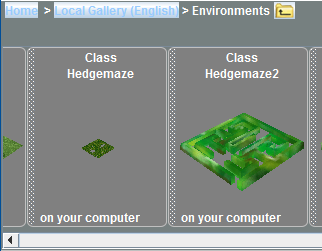 Home > Local Gallery (English) > Environments
Class
Hedgemaze
on your computer
Class
Hedgemaze2
on your computer